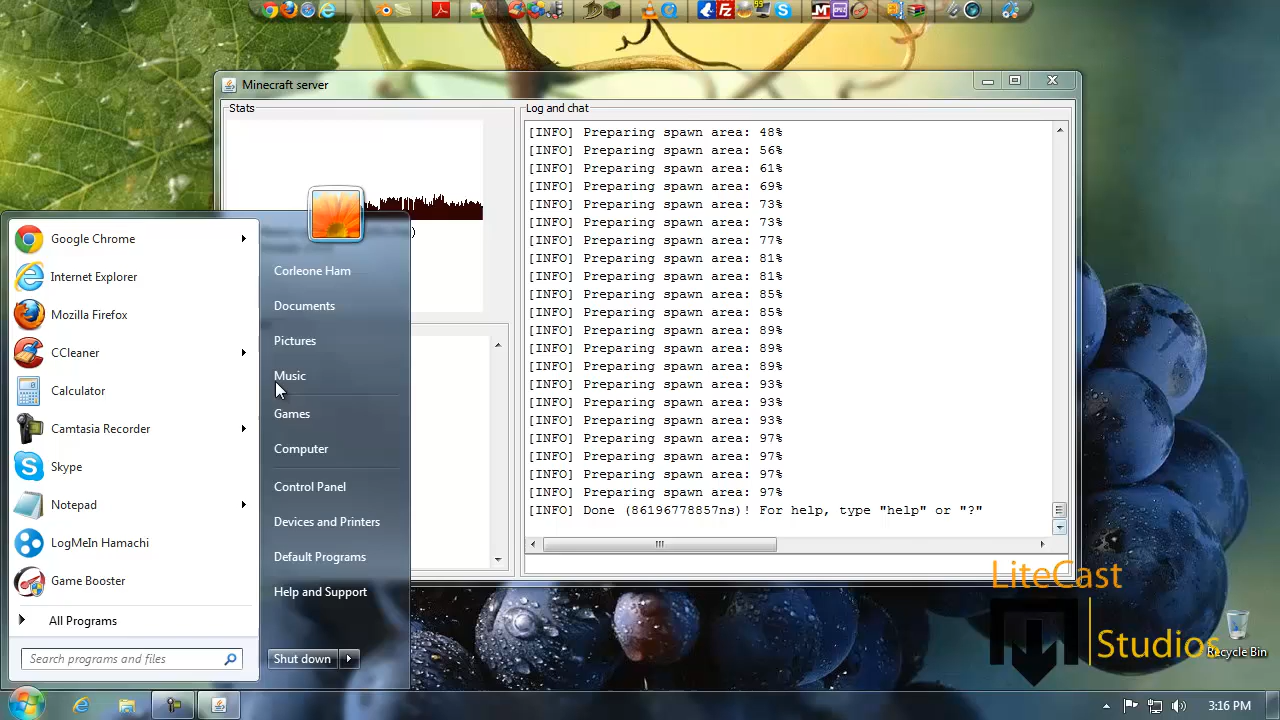 Minecraft server
Stats
Log and chat
[INFO] Preparing spawn area: 48%
[INFO] Preparing spawn area: 56%
[INFO] Preparing spawn area: 61%
[INFO] Preparing spawn area: 69%
[INFO] Preparing spawn area: 73%
[INFO] Preparing spawn area: 73%
[INFO] Preparing spawn area: 77%
[INFO] Preparing spawn area: 81%
[INFO] Preparing spawn area: 81%
[INFO] Preparing spawn area: 85%
[INFO] Preparing spawn area: 85%
[INFO] Preparing spawn area: 89%
[INFO] Preparing spawn area: 89%
[INFO] Preparing spawn area: 89%
[INFO] Preparing spawn area: 93%
[INFO] Preparing spawn area: 93%
[INFO] Preparing spawn area: 93%
[INFO] Preparing spawn area: 97%
[INFO] Preparing spawn area: 97%
[INFO] Preparing spawn area: 97%
[INFO] Preparing spawn area: 97%
[INFO] Done (86196778857ns)! For help, type "help" or "?"
Google Chrome
Internet Explorer
Mozilla Firefox
CCleaner
Calculator
Camtasia Recorder
Skype
Notepad
LogMeIn Hamachi
Game Booster
All Programs
Search programs and files
Corleone Ham
Documents
Pictures
Music
Games
Computer
Control Panel
Devices and Printers
Default Programs
Help and Support
Shut down
LiteCast
Studios
Recycle Bin
3:16 PM